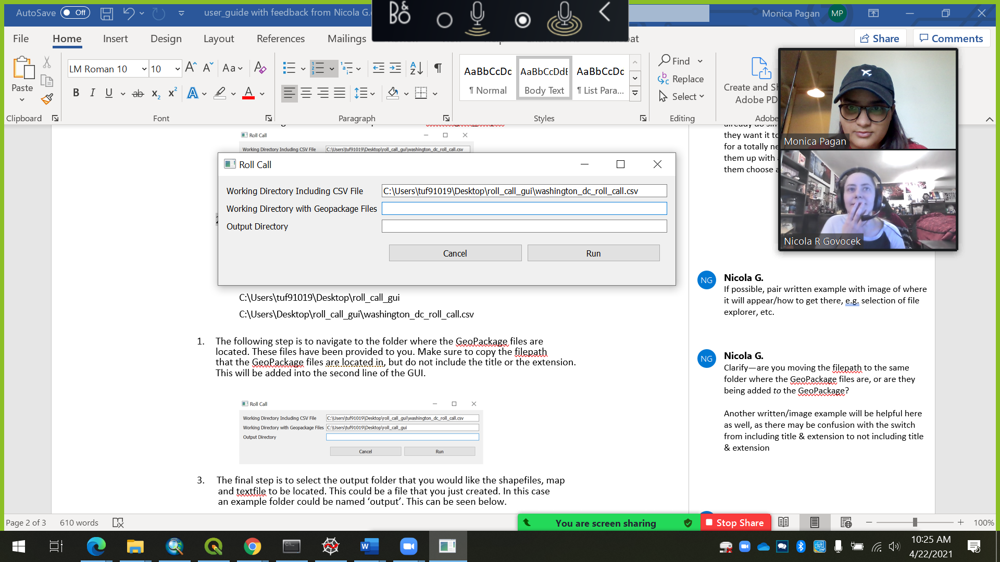 AutoSave Off
user_guide with feedback from Nicola G.
B&O
Monica Pagan MP
File Home Insert Design Layout References Mailings
Share Comments
Paste
Clipboard
LM Roman 10 10
Aa
B I U ab x2 x2 A A
Font
Paragraph
AaBbCcDc AaBbCcDdE AaBbCcDc
¶ Normal Body Text ¶ List Para...
Styles
Find
Replace
Select
Editing
Create and Sh
Adobe PD
Adobe
Monica Pagan
Nicola R Govocek
Roll Call
Working Directory Including CSV File C:\Users\tuf91019\Desktop\roll_call_gui\washington_dc_roll_call.csv
Roll Call
Working Directory Including CSV File C:\Users\tuf91019\Desktop\roll_call_gui\washington_dc_roll_call.csv
Working Directory with Geopackage Files
Output Directory
Cancel Run
C:\Users\tuf91019\Desktop\roll_call_gui
C:\Users\Desktop\roll_call_gui\washington_dc_roll_call.csv
1. The following step is to navigate to the folder where the GeoPackage files are
located. These files have been provided to you. Make sure to copy the filepath
that the GeoPackage files are located in, but do not include the title or the extension.
This will be added into the second line of the GUI.
Roll Call
Working Directory Including CSV File C:\Users\tuf91019\Desktop\roll_call_gui\washington_dc_roll_call.csv
Working Directory with Geopackage Files C:\Users\tuf91019\Desktop\roll_call_gui
Output Directory
Cancel Run
3. The final step is to select the output folder that you would like the shapefiles, map
and textfile to be located. This could be a file that you just created. In this case
an example folder could be named ‘output’. This can be seen below.
they want it to
for a totally ne
them up with
them choose a
NG Nicola G.
If possible, pair written example with image of where
it will appear/how to get there, e.g. selection of file
explorer, etc.
NG Nicola G.
Clarify—are you moving the filepath to the same
folder where the GeoPackage files are, or are they
being added to the GeoPackage?
Another written/image example will be helpful here
as well, as there may be confusion with the switch
from including title & extension to not including title
& extension
Page 2 of 3 610 words
You are screen sharing Stop Share
100%
10:25 AM
4/22/2021